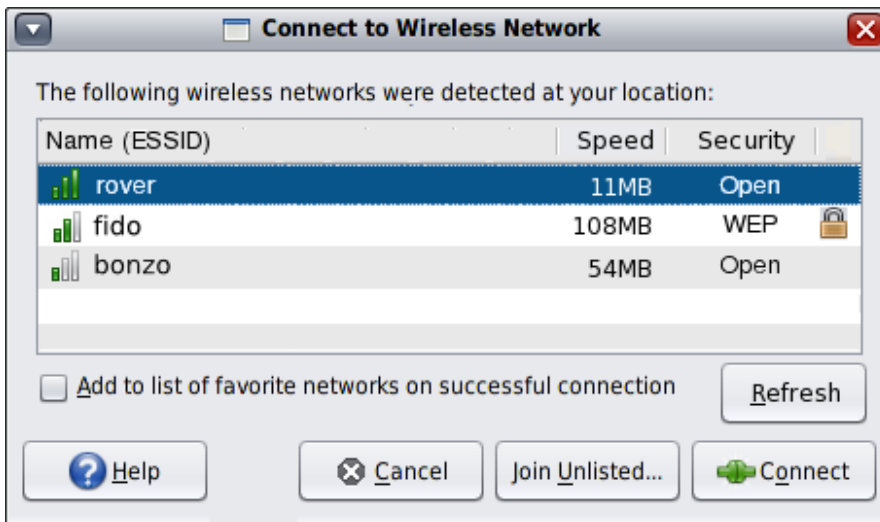 Connect to Wireless Network
The following wireless networks were detected at your location:
Name (ESSID) Speed Security
rover 11MB Open
fido 108MB WEP
bonzo 54MB Open
Add to list of favorite networks on successful connection
Refresh
Help Cancel Join Unlisted... Connect